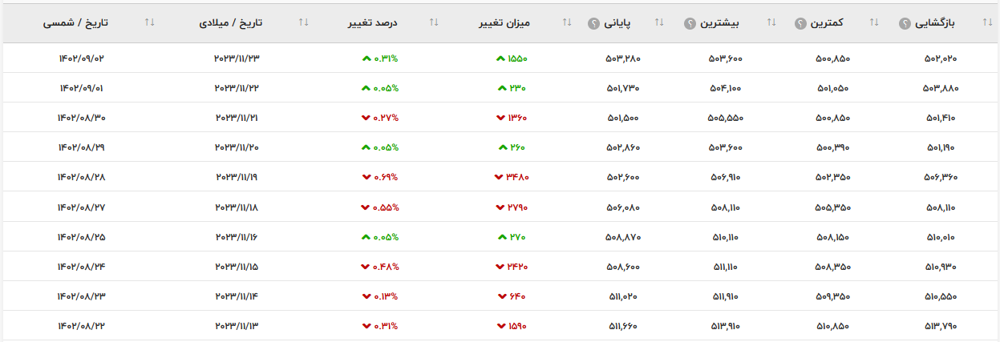 بازگشایی کمترین بیشترین پایانی میزان تغییر درصد تغییر تاریخ / میلادی تاریخ / شمسی
۵۰۲,۰۲۰ ۵۰۰,۸۵۰ ۵۰۳,۶۰۰ ۵۰۳,۲۸۰ ۱۵۵۰ ۰.۳۱% ۲۰۲۳/۱۱/۲۳ ۱۴۰۲/۰۹/۰۲
۵۰۳,۸۸۰ ۵۰۱,۰۵۰ ۵۰۴,۱۰۰ ۵۰۱,۷۳۰ ۲۳۰ ۰.۰۵% ۲۰۲۳/۱۱/۲۲ ۱۴۰۲/۰۹/۰۱
۵۰۱,۴۱۰ ۵۰۰,۸۵۰ ۵۰۵,۵۵۰ ۵۰۱,۵۰۰ ۱۳۶۰ ۰.۲۷% ۲۰۲۳/۱۱/۲۱ ۱۴۰۲/۰۸/۳۰
۵۰۱,۱۹۰ ۵۰۰,۳۹۰ ۵۰۳,۶۰۰ ۵۰۲,۸۶۰ ۲۶۰ ۰.۰۵% ۲۰۲۳/۱۱/۲۰ ۱۴۰۲/۰۸/۲۹
۵۰۶,۳۶۰ ۵۰۲,۳۵۰ ۵۰۶,۹۱۰ ۵۰۲,۶۰۰ ۳۴۸۰ ۰.۶۹% ۲۰۲۳/۱۱/۱۹ ۱۴۰۲/۰۸/۲۸
۵۰۸,۱۱۰ ۵۰۵,۳۵۰ ۵۰۸,۱۱۰ ۵۰۶,۰۸۰ ۲۷۹۰ ۰.۵۵% ۲۰۲۳/۱۱/۱۸ ۱۴۰۲/۰۸/۲۷
۵۱۰,۰۱۰ ۵۰۸,۱۵۰ ۵۱۰,۱۱۰ ۵۰۸,۸۷۰ ۲۷۰ ۰.۰۵% ۲۰۲۳/۱۱/۱۶ ۱۴۰۲/۰۸/۲۵
۵۱۰,۹۳۰ ۵۰۸,۳۵۰ ۵۱۱,۱۱۰ ۵۰۸,۶۰۰ ۲۴۲۰ ۰.۴۸% ۲۰۲۳/۱۱/۱۵ ۱۴۰۲/۰۸/۲۴
۵۱۰,۵۵۰ ۵۰۹,۳۵۰ ۵۱۱,۹۱۰ ۵۱۱,۰۲۰ ۶۴۰ ۰.۱۳% ۲۰۲۳/۱۱/۱۴ ۱۴۰۲/۰۸/۲۳
۵۱۳,۷۹۰ ۵۱۰,۸۵۰ ۵۱۳,۹۱۰ ۵۱۱,۶۶۰ ۱۵۹۰ ۰.۳۱% ۲۰۲۳/۱۱/۱۳ ۱۴۰۲/۰۸/۲۲